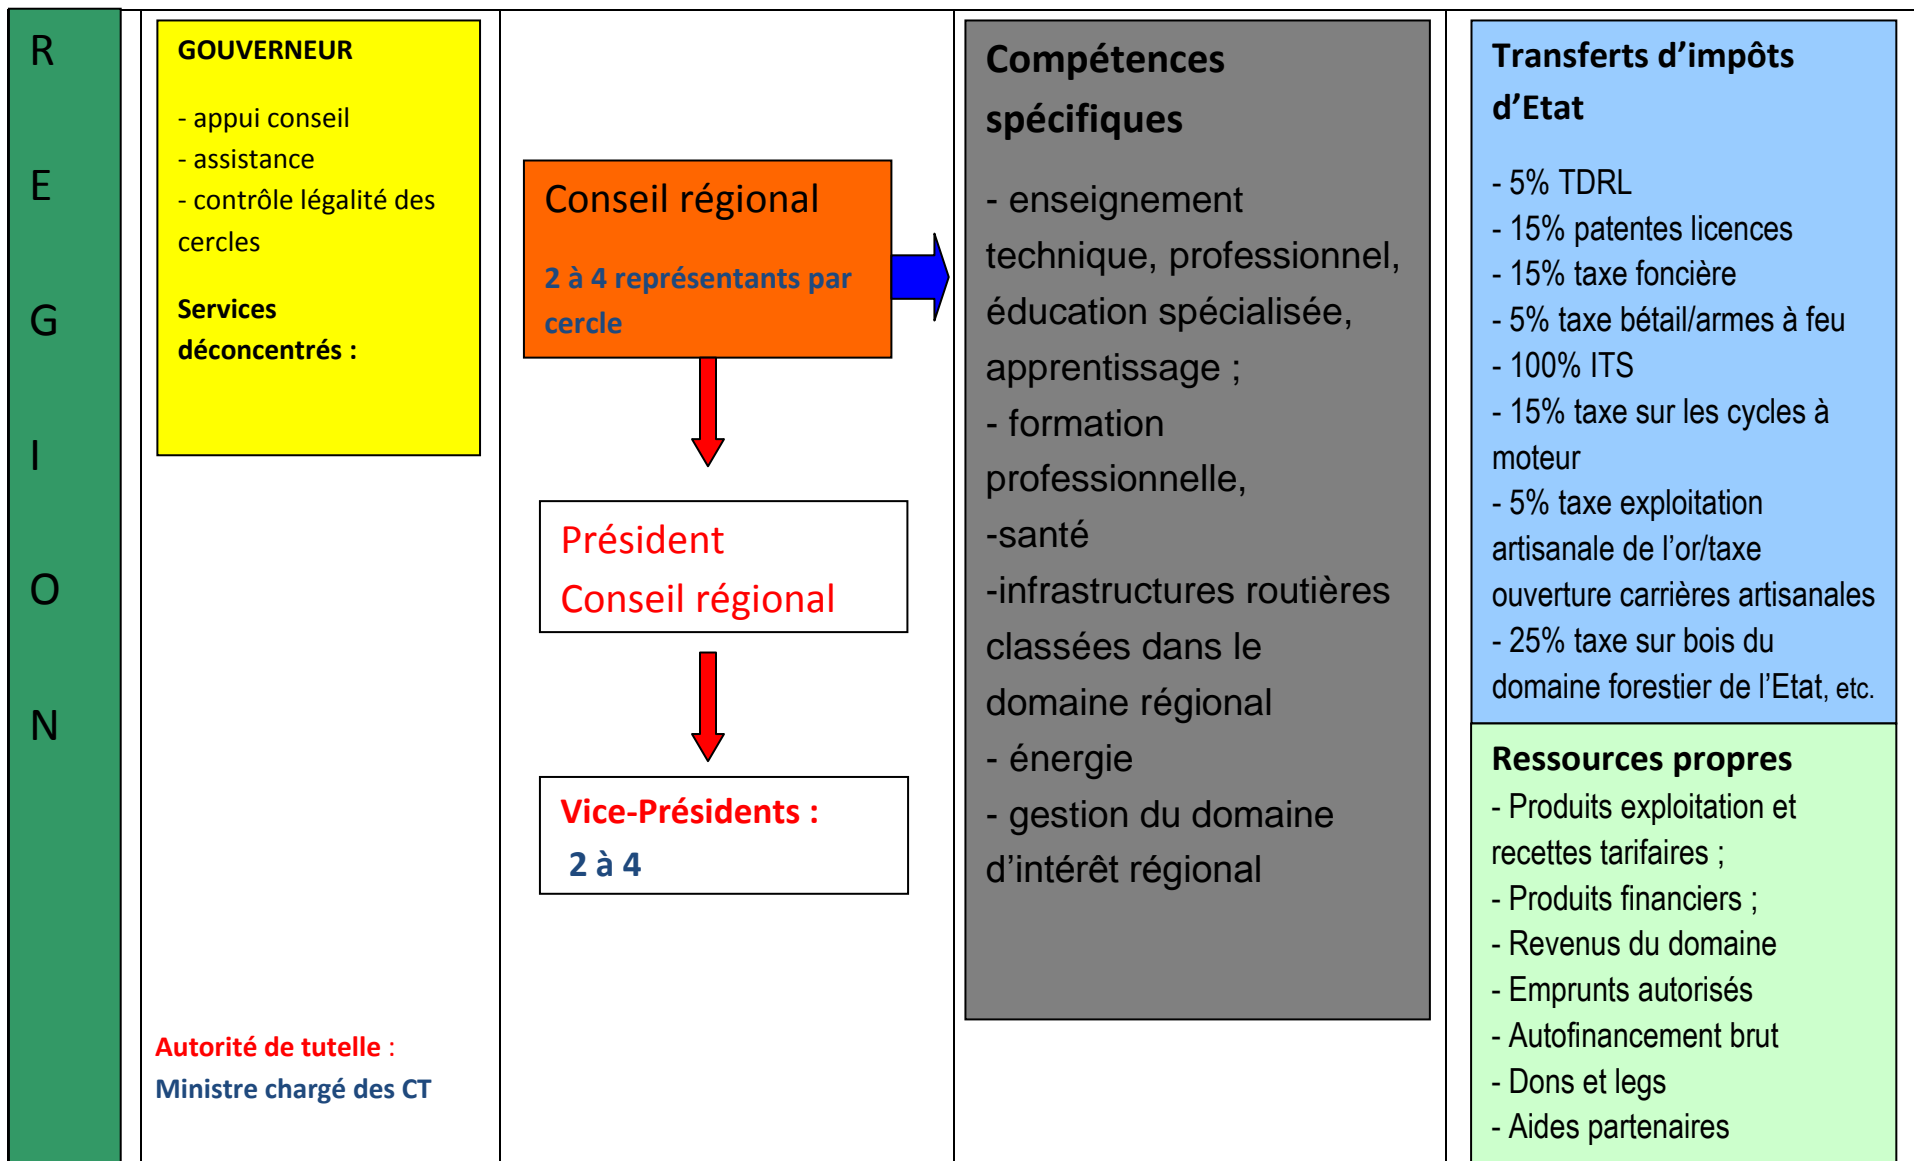 R
E
G
I
O
N
GOUVERNEUR
- appui conseil
- assistance
- contrôle légalité des
cercles
Services
déconcentrés :
Autorité de tutelle :
Ministre chargé des CT
Conseil régional
2 à 4 représentants par
cercle
Président
Conseil régional
Vice-Présidents :
2 à 4
Compétences
spécifiques
- enseignement
technique, professionnel,
éducation spécialisée,
apprentissage ;
- formation
professionnelle,
-santé
-infrastructures routières
classées dans le
domaine régional
- énergie
- gestion du domaine
d’intérêt régional
Transferts d’impôts
d’Etat
- 5% TDRL
- 15% patentes licences
- 15% taxe foncière
- 5% taxe bétail/armes à feu
- 100% ITS
- 15% taxe sur les cycles à
moteur
- 5% taxe exploitation
artisanale de l’or/taxe
ouverture carrières artisanales
- 25% taxe sur bois du
domaine forestier de l’Etat, etc.
Ressources propres
- Produits exploitation et
recettes tarifaires ;
- Produits financiers ;
- Revenus du domaine
- Emprunts autorisés
- Autofinancement brut
- Dons et legs
- Aides partenaires